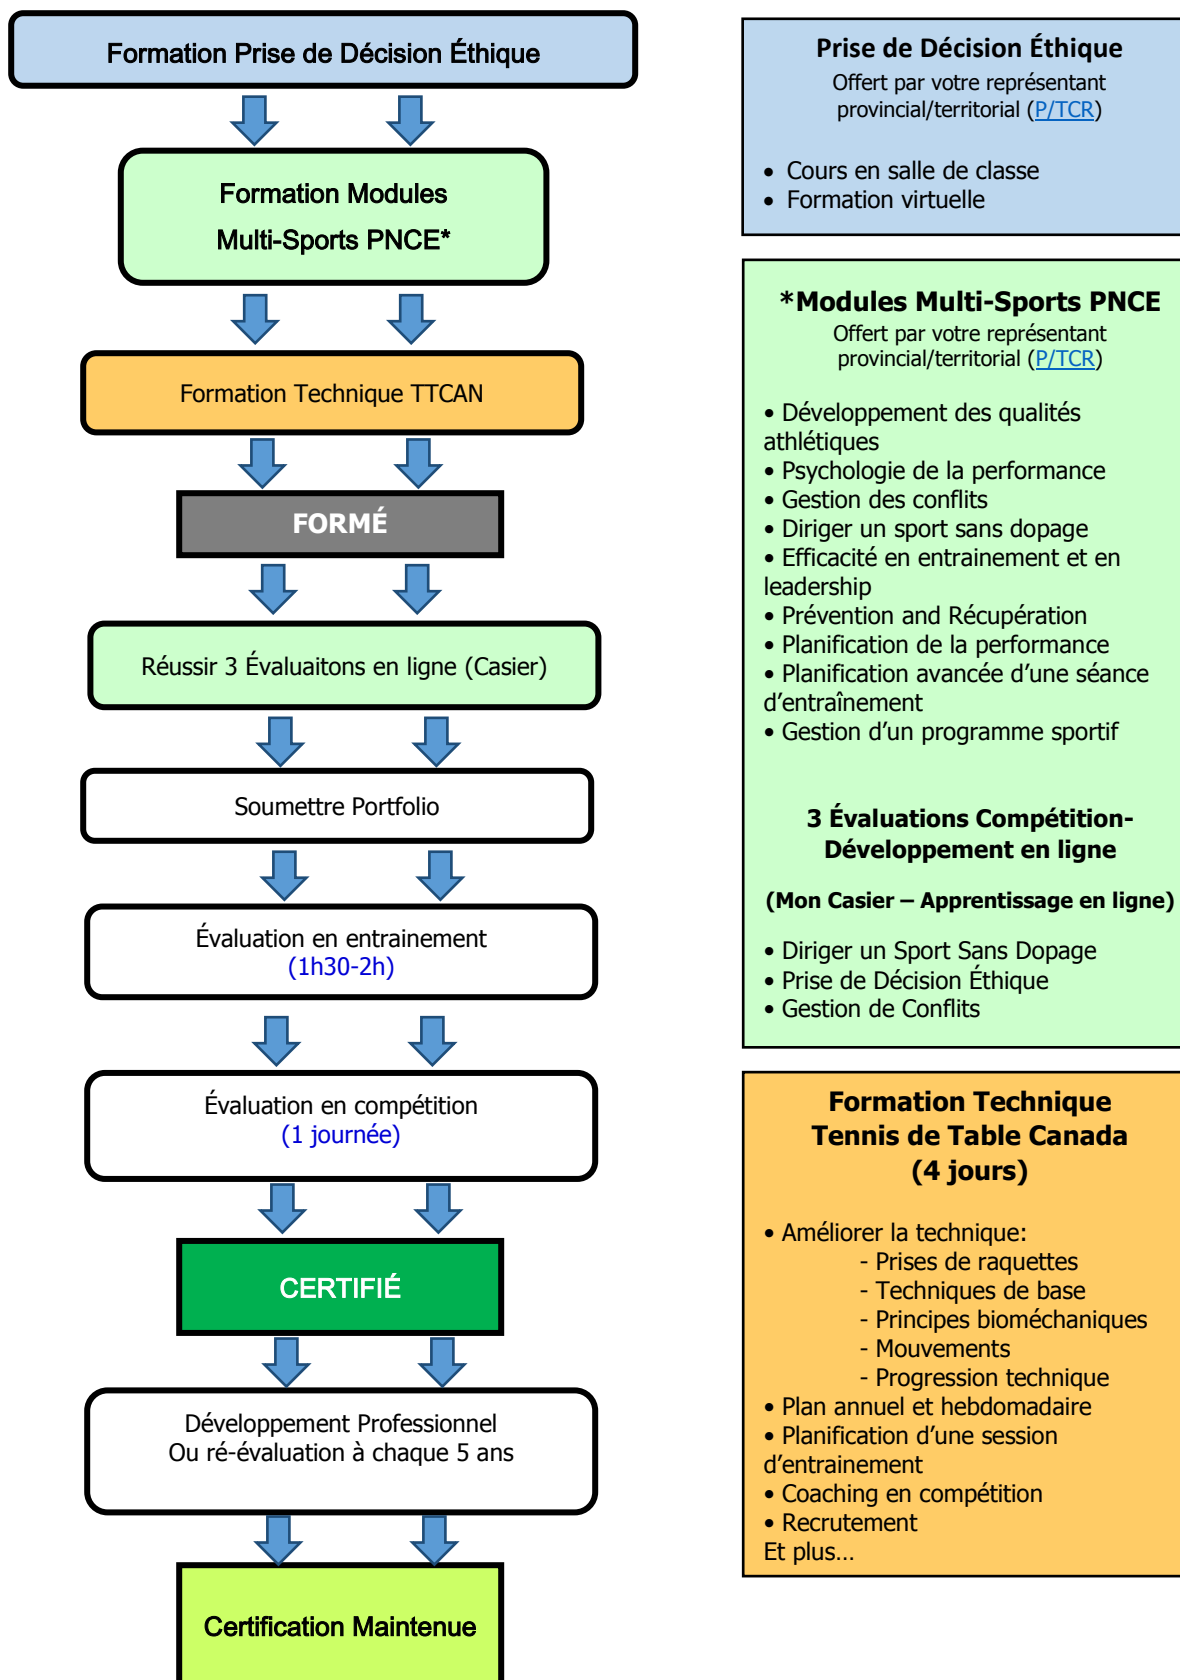 Formation Prise de Décision Éthique
Formation Modules
Multi-Sports PNCE*
Formation Technique TTCAN
FORMÉ
Réussir 3 Évaluaitons en ligne (Casier)
Soumettre Portfolio
Évaluation en entrainement
(1h30-2h)
Évaluation en compétition
(1 journée)
CERTIFIÉ
Développement Professionnel
Ou ré-évaluation à chaque 5 ans
Certification Maintenue
Prise de Décision Éthique
Offert par votre représentant
provincial/territorial (P/TCR)
• Cours en salle de classe
• Formation virtuelle
*Modules Multi-Sports PNCE
Offert par votre représentant
provincial/territorial (P/TCR)
• Développement des qualités
athlétiques
• Psychologie de la performance
• Gestion des conflits
• Diriger un sport sans dopage
• Efficacité en entrainement et en
leadership
• Prévention and Récupération
• Planification de la performance
• Planification avancée d’une séance
d’entraînement
• Gestion d’un programme sportif
3 Évaluations Compétition-
Développement en ligne
(Mon Casier – Apprentissage en ligne)
• Diriger un Sport Sans Dopage
• Prise de Décision Éthique
• Gestion de Conflits
Formation Technique
Tennis de Table Canada
(4 jours)
• Améliorer la technique:
- Prises de raquettes
- Techniques de base
- Principes bioméchaniques
- Mouvements
- Progression technique
• Plan annuel et hebdomadaire
• Planification d’une session
d’entrainement
• Coaching en compétition
• Recrutement
Et plus…